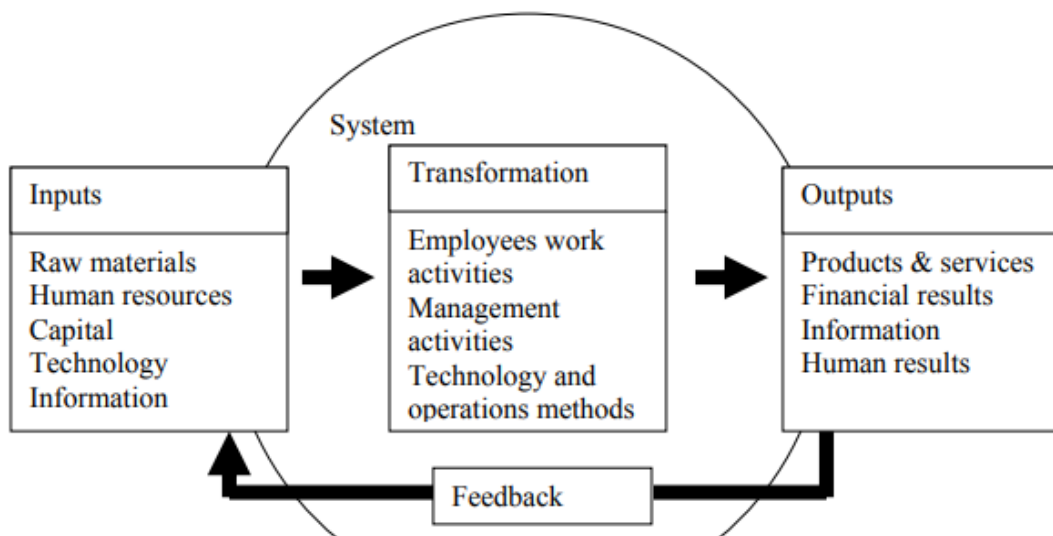 System
Inputs
Raw materials
Human resources
Capital
Technology
Information
Transformation
Employees work
activities
Management
activities
Technology and
operations methods
Outputs
Products & services
Financial results
Information
Human results
Feedback